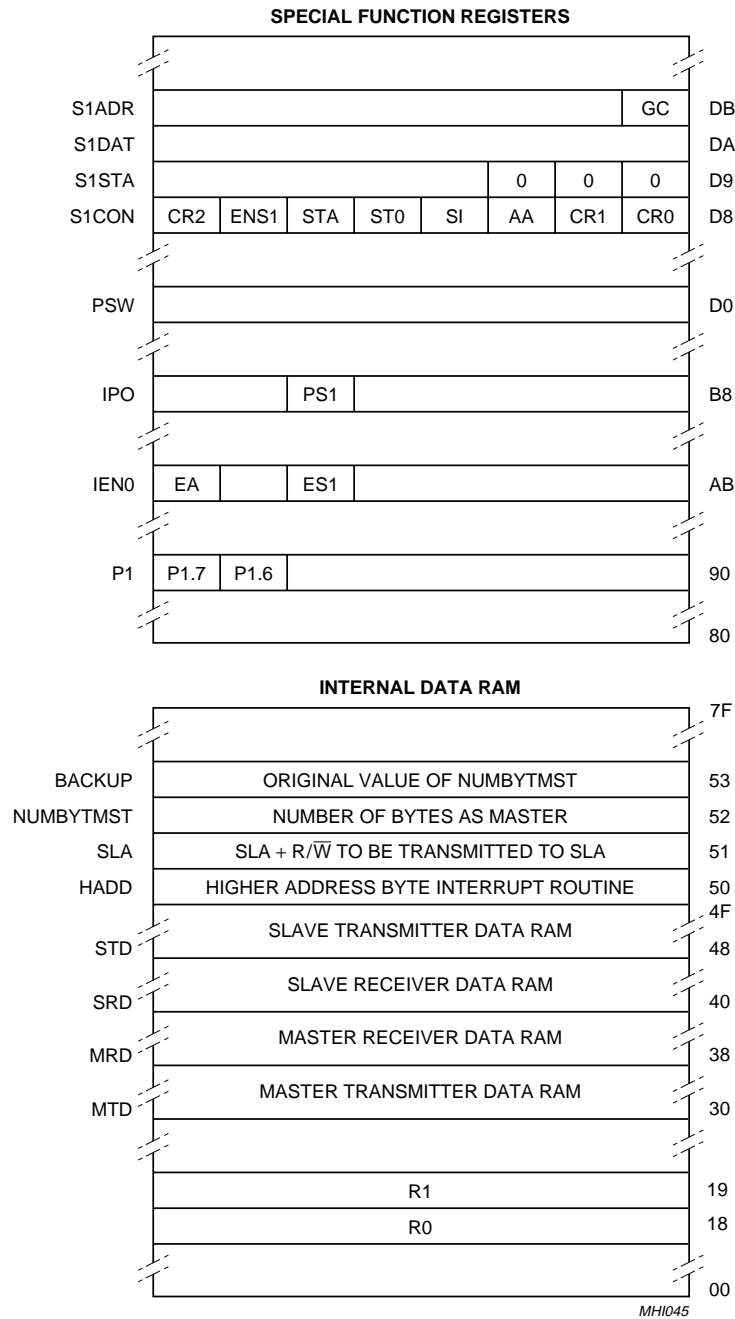 SPECIAL FUNCTION REGISTERS
S1ADR GC DB
S1DAT DA
S1STA 0 0 0 D9
S1CON CR2 ENS1 STA ST0 SI AA CR1 CR0 D8
PSW D0
IPO PS1 B8
IEN0 EA ES1 AB
P1 P1.7 P1.6 90
80
INTERNAL DATA RAM
7F
BACKUP ORIGINAL VALUE OF NUMBYTMST 53
NUMBYTMST NUMBER OF BYTES AS MASTER 52
SLA SLA + R/W̅ TO BE TRANSMITTED TO SLA 51
HADD HIGHER ADDRESS BYTE INTERRUPT ROUTINE 50
4F
STD SLAVE TRANSMITTER DATA RAM 48
SRD SLAVE RECEIVER DATA RAM 40
MRD MASTER RECEIVER DATA RAM 38
MTD MASTER TRANSMITTER DATA RAM 30
R1 19
R0 18
00
MHI045